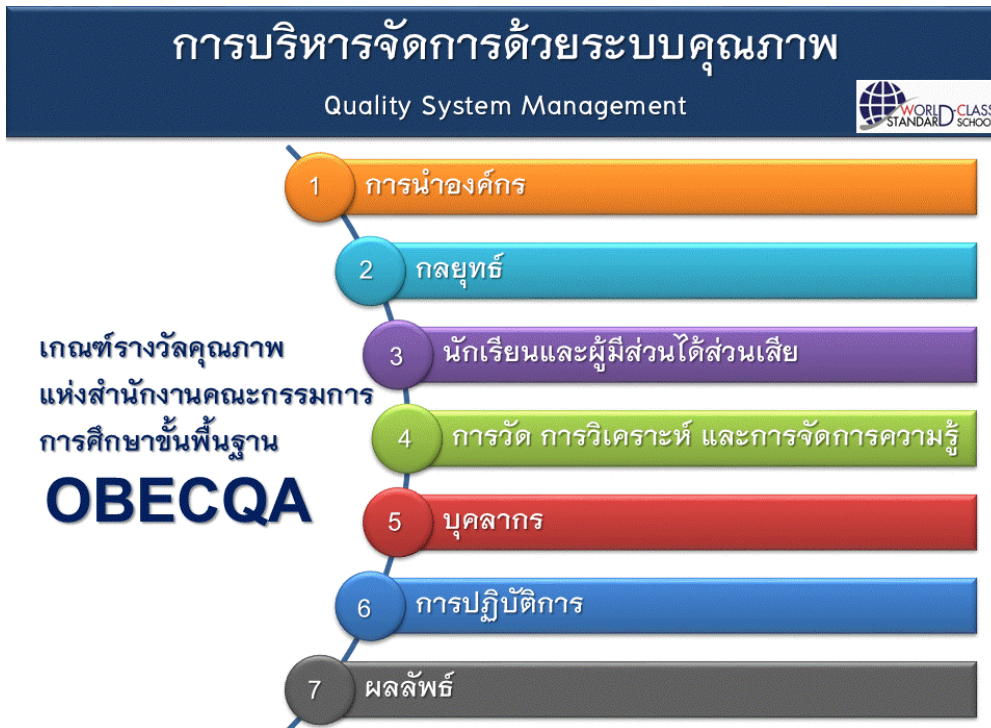 การบริหารจัดการด้วยระบบคุณภาพ
Quality System Management
WORLD-CLASS
STANDARD SCHOOL
1 การนำองค์กร
2 กลยุทธ์
3 นักเรียนและผู้มีส่วนได้ส่วนเสีย
4 การวัด การวิเคราะห์ และการจัดการความรู้
5 บุคลากร
6 การปฏิบัติการ
7 ผลลัพธ์
เกณฑ์รางวัลคุณภาพ
แห่งสำนักงานคณะกรรมการ
การศึกษาขั้นพื้นฐาน
OBECQA